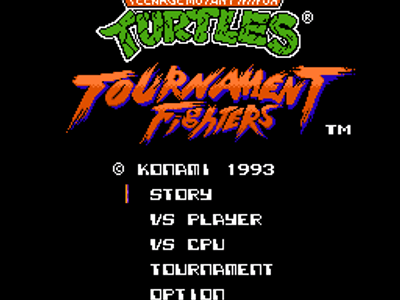 TEENAGE MUTANT NINJA
TURTLES®
TOURNAMENT
FIGHTERS
TM
© KONAMI 1993
STORY
VS PLAYER
VS CPU
TOURNAMENT
OPTION